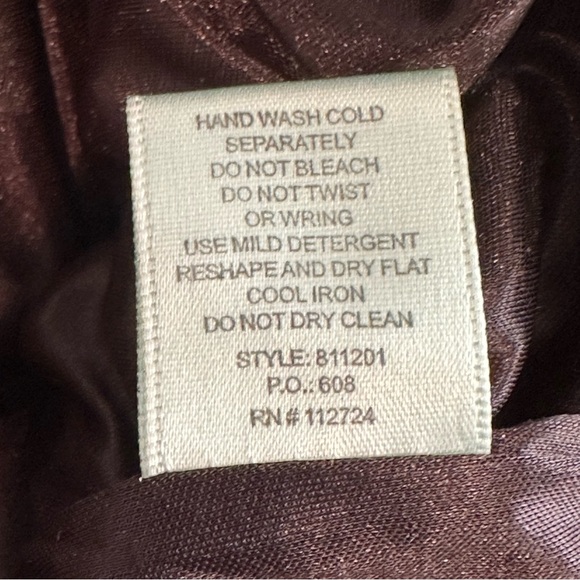 HAND WASH COLD
SEPARATELY
DO NOT BLEACH
DO NOT TWIST
OR WRING
USE MILD DETERGENT
RESHAPE AND DRY FLAT
COOL IRON
DO NOT DRY CLEAN
STYLE: 811201
P.O.: 608
RN # 112724